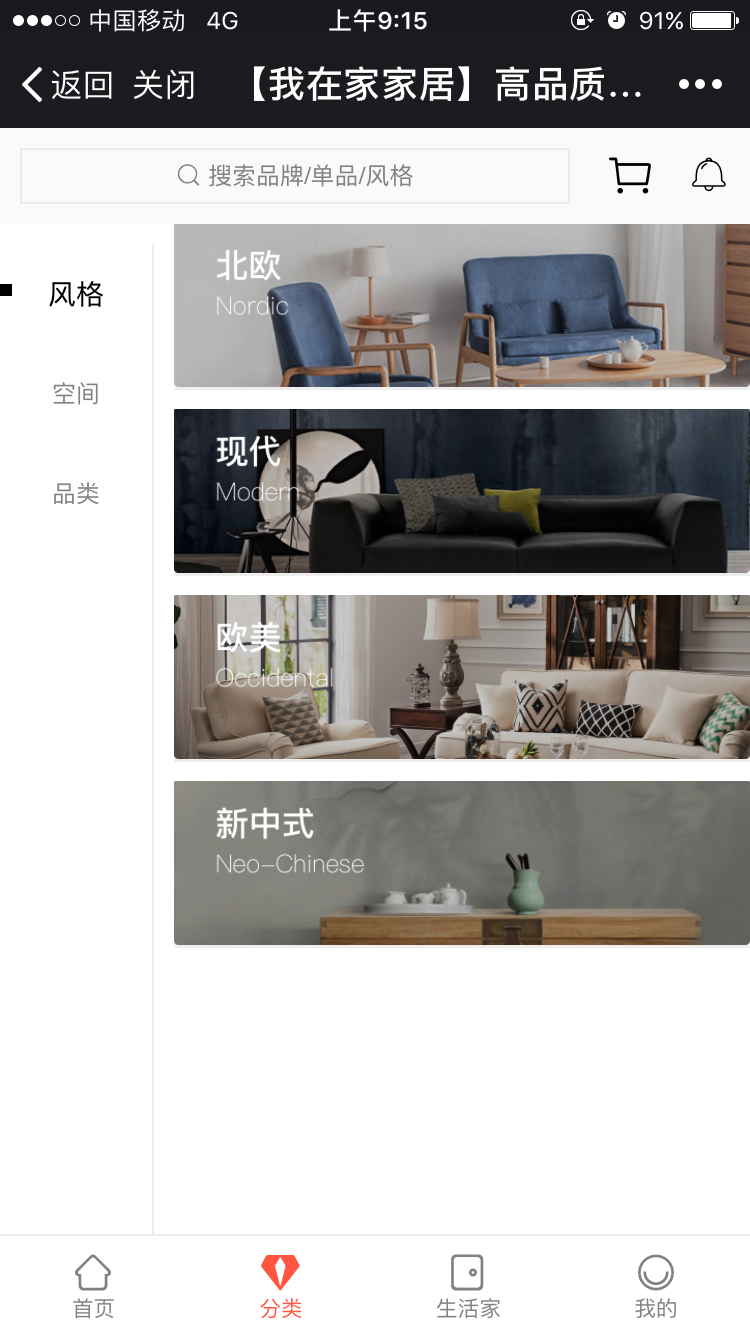 中国移动 4G 上午9:15 91%
返回 关闭 【我在家家居】高品质...
搜索品牌/单品/风格
风格
空间
品类
北欧
Nordic
现代
Modern
欧美
Occidental
新中式
Neo-Chinese
首页 分类 生活家 我的